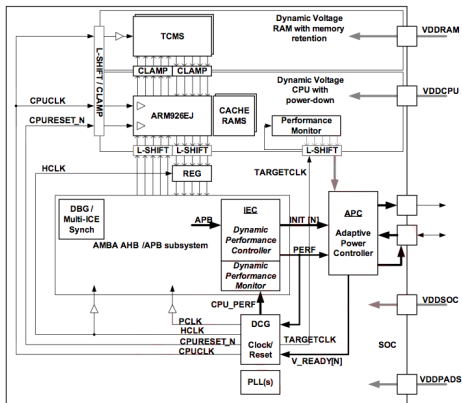 TCMS
Dynamic Voltage
RAM with memory
retention
VDDRAM
L-SHIFT / CLAMP
CLAMP
CLAMP
Dynamic Voltage
CPU with
power-down
VDDCPU
CPUCLK
ARM926EJ
CACHE
RAMS
Performance
Monitor
CPURESET_N
L-SHIFT
L-SHIFT
L-SHIFT
HCLK
REG
TARGETCLK
DBG /
Multi-ICE
Synch
APB
IEC
Dynamic
Performance
Controller
INIT [N]
APC
Adaptive
Power
Controller
AMBA AHB /APB subsystem
PERF
Dynamic
Performance
Monitor
CPU_PERF
VDDSOC
PCLK
HCLK
CPURESET_N
CPUCLK
DCG
Clock/
Reset
TARGETCLK
V_READY[N]
SOC
PLL(s)
VDDPADS